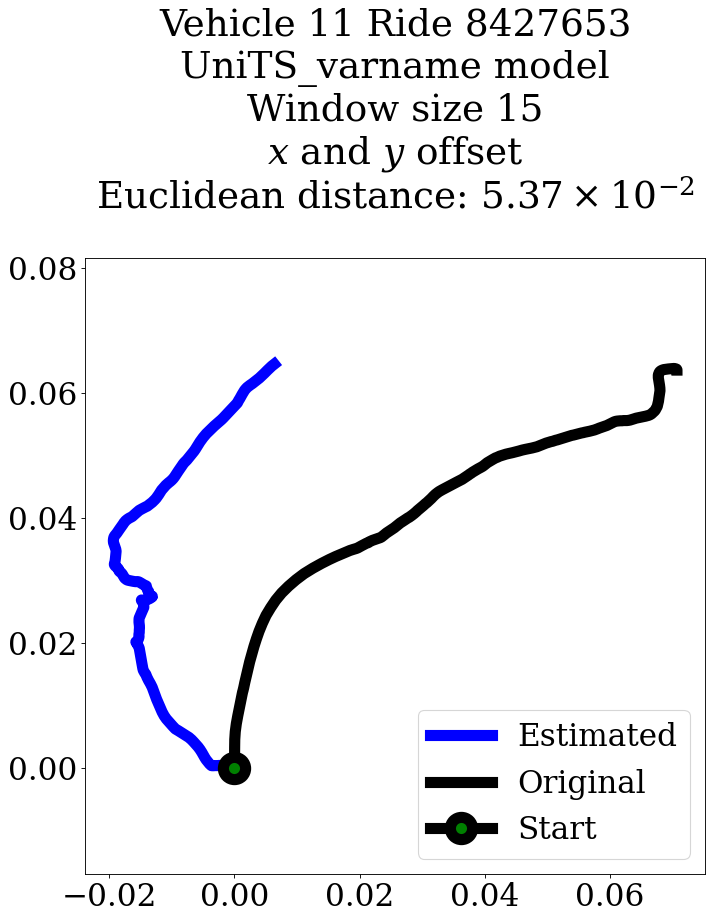 Vehicle 11 Ride 8427653
UniTS_varname model
Window size 15
x and y offset
Euclidean distance: 5.37 × 10⁻²
0.08
0.06
0.04
0.02
0.00
Estimated
Original
Start
−0.02 0.00 0.02 0.04 0.06